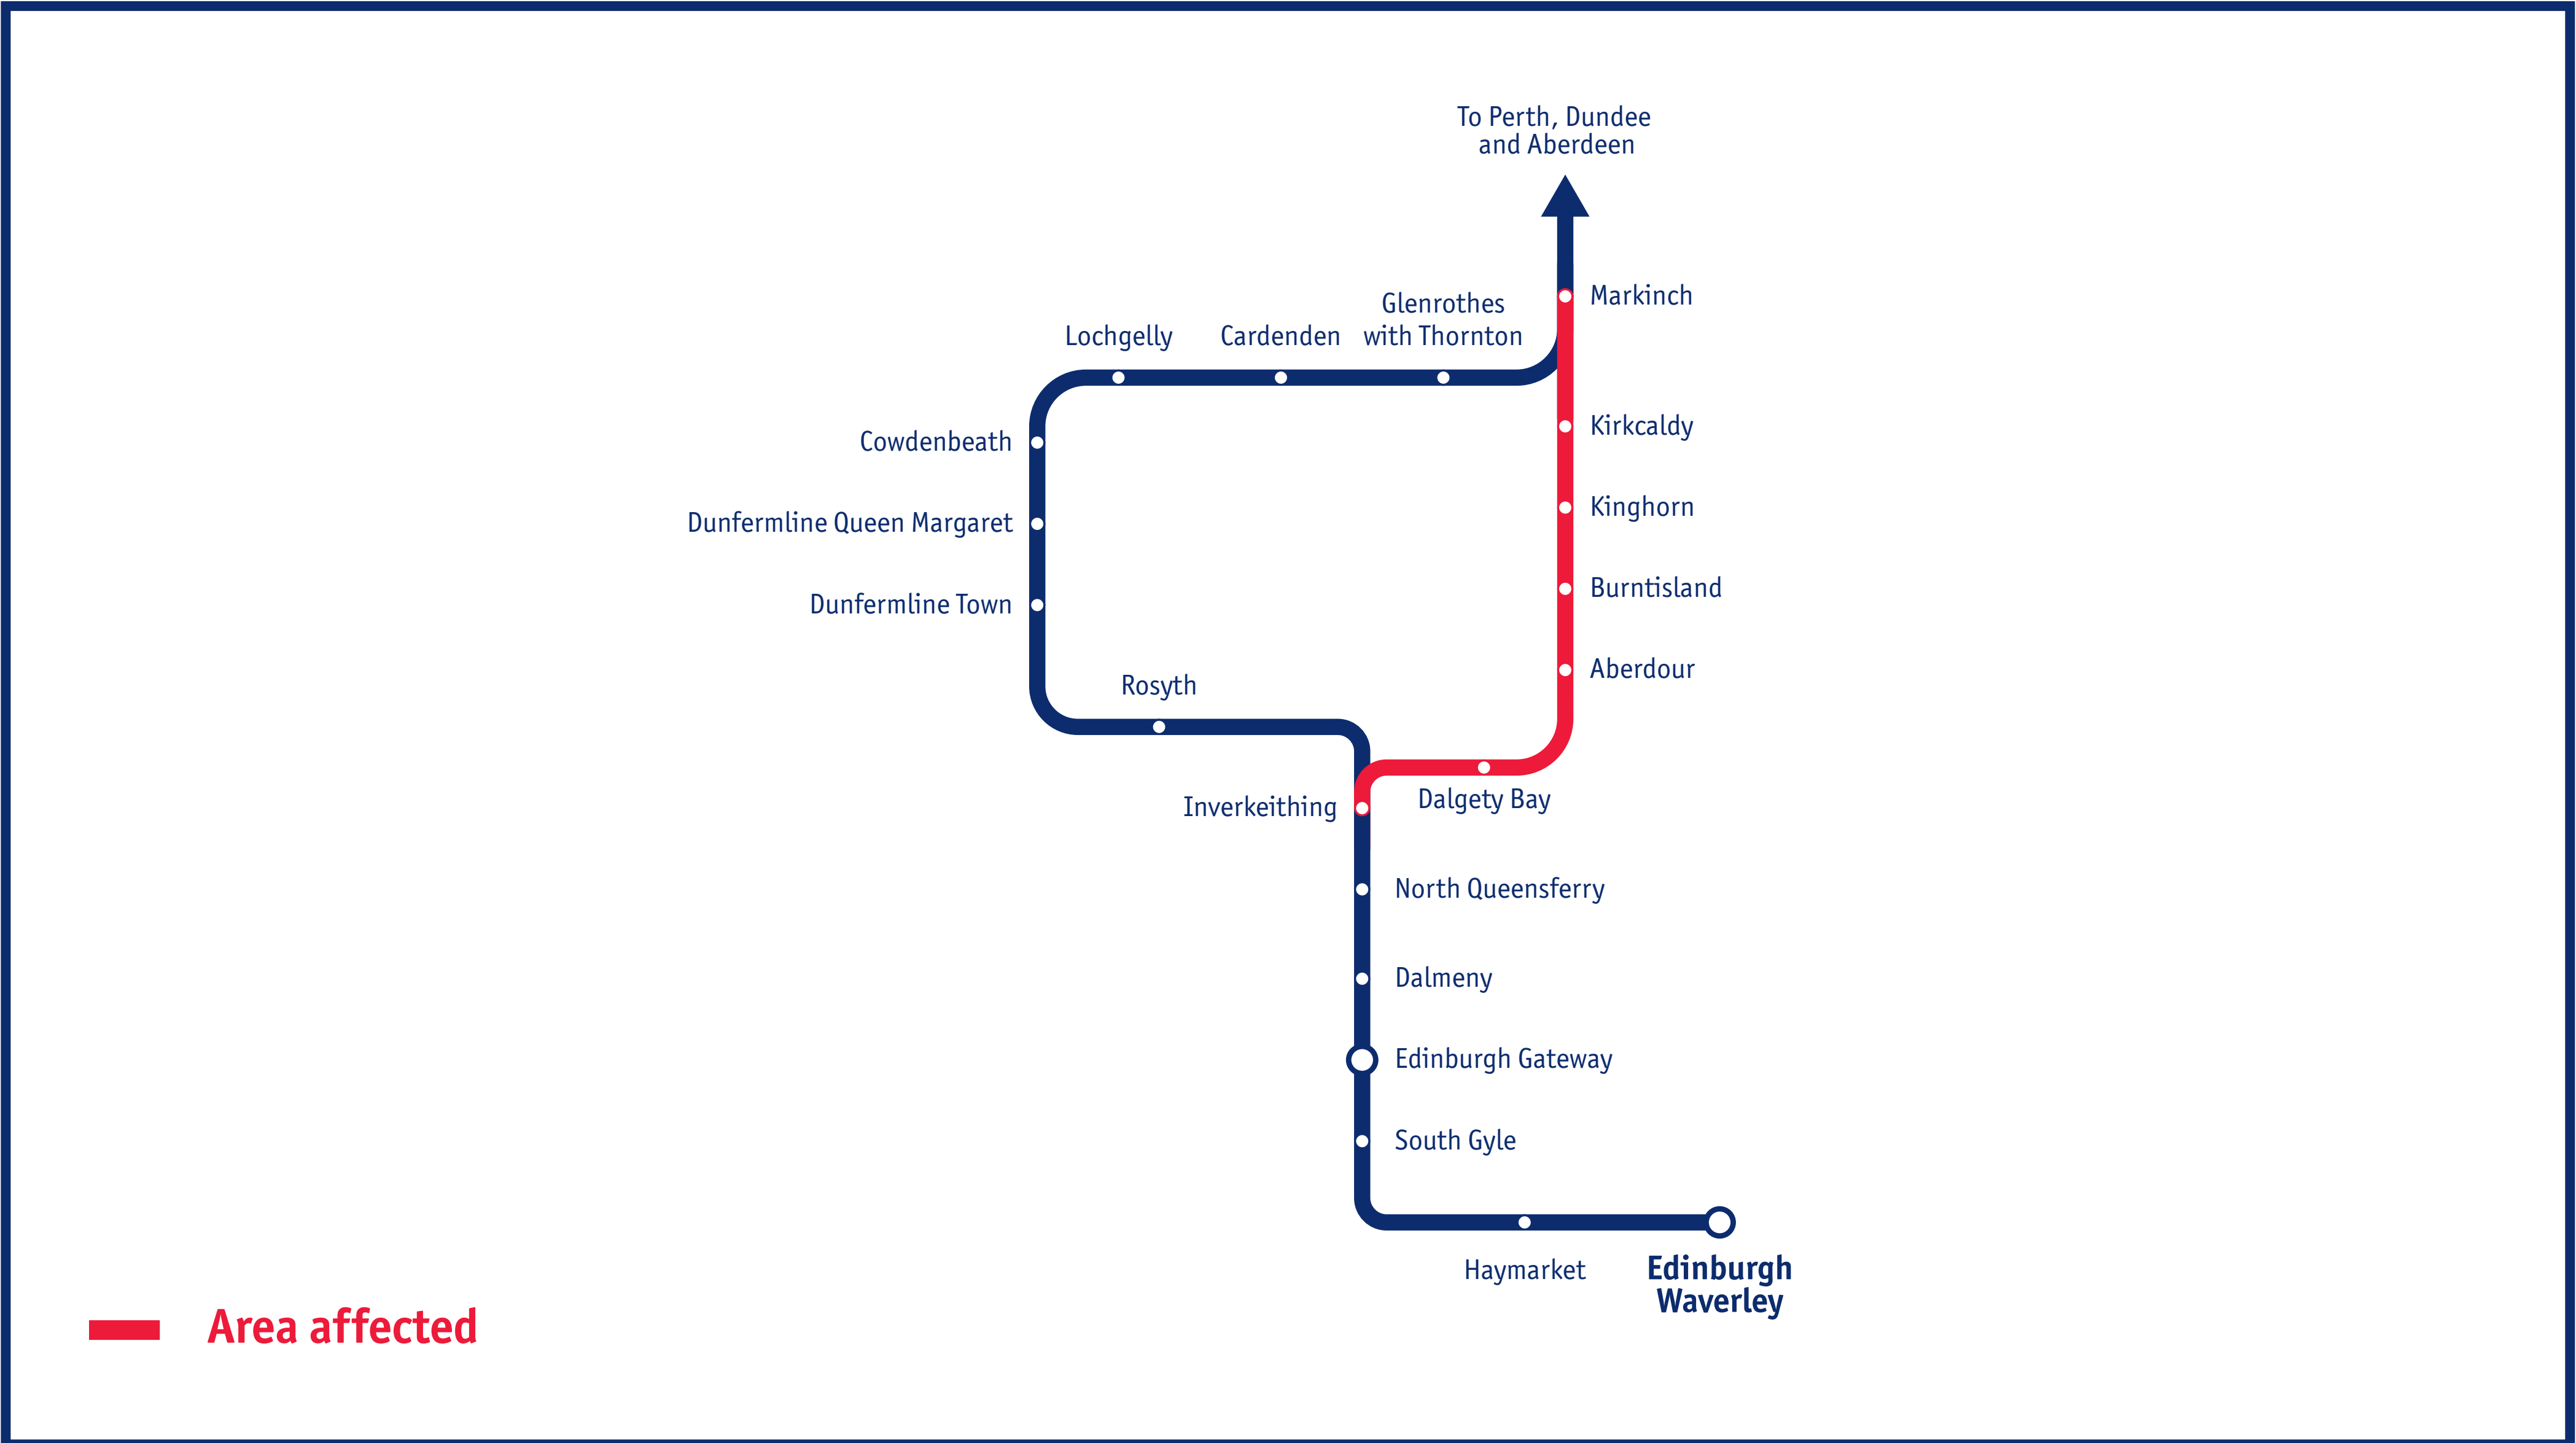 To Perth, Dundee
and Aberdeen
Markinch
Glenrothes
with Thornton
Lochgelly
Cardenden
Kirkcaldy
Cowdenbeath
Kinghorn
Dunfermline Queen Margaret
Burntisland
Dunfermline Town
Aberdour
Rosyth
Dalgety Bay
Inverkeithing
North Queensferry
Dalmeny
Edinburgh Gateway
South Gyle
Haymarket
Edinburgh
Waverley
Area affected